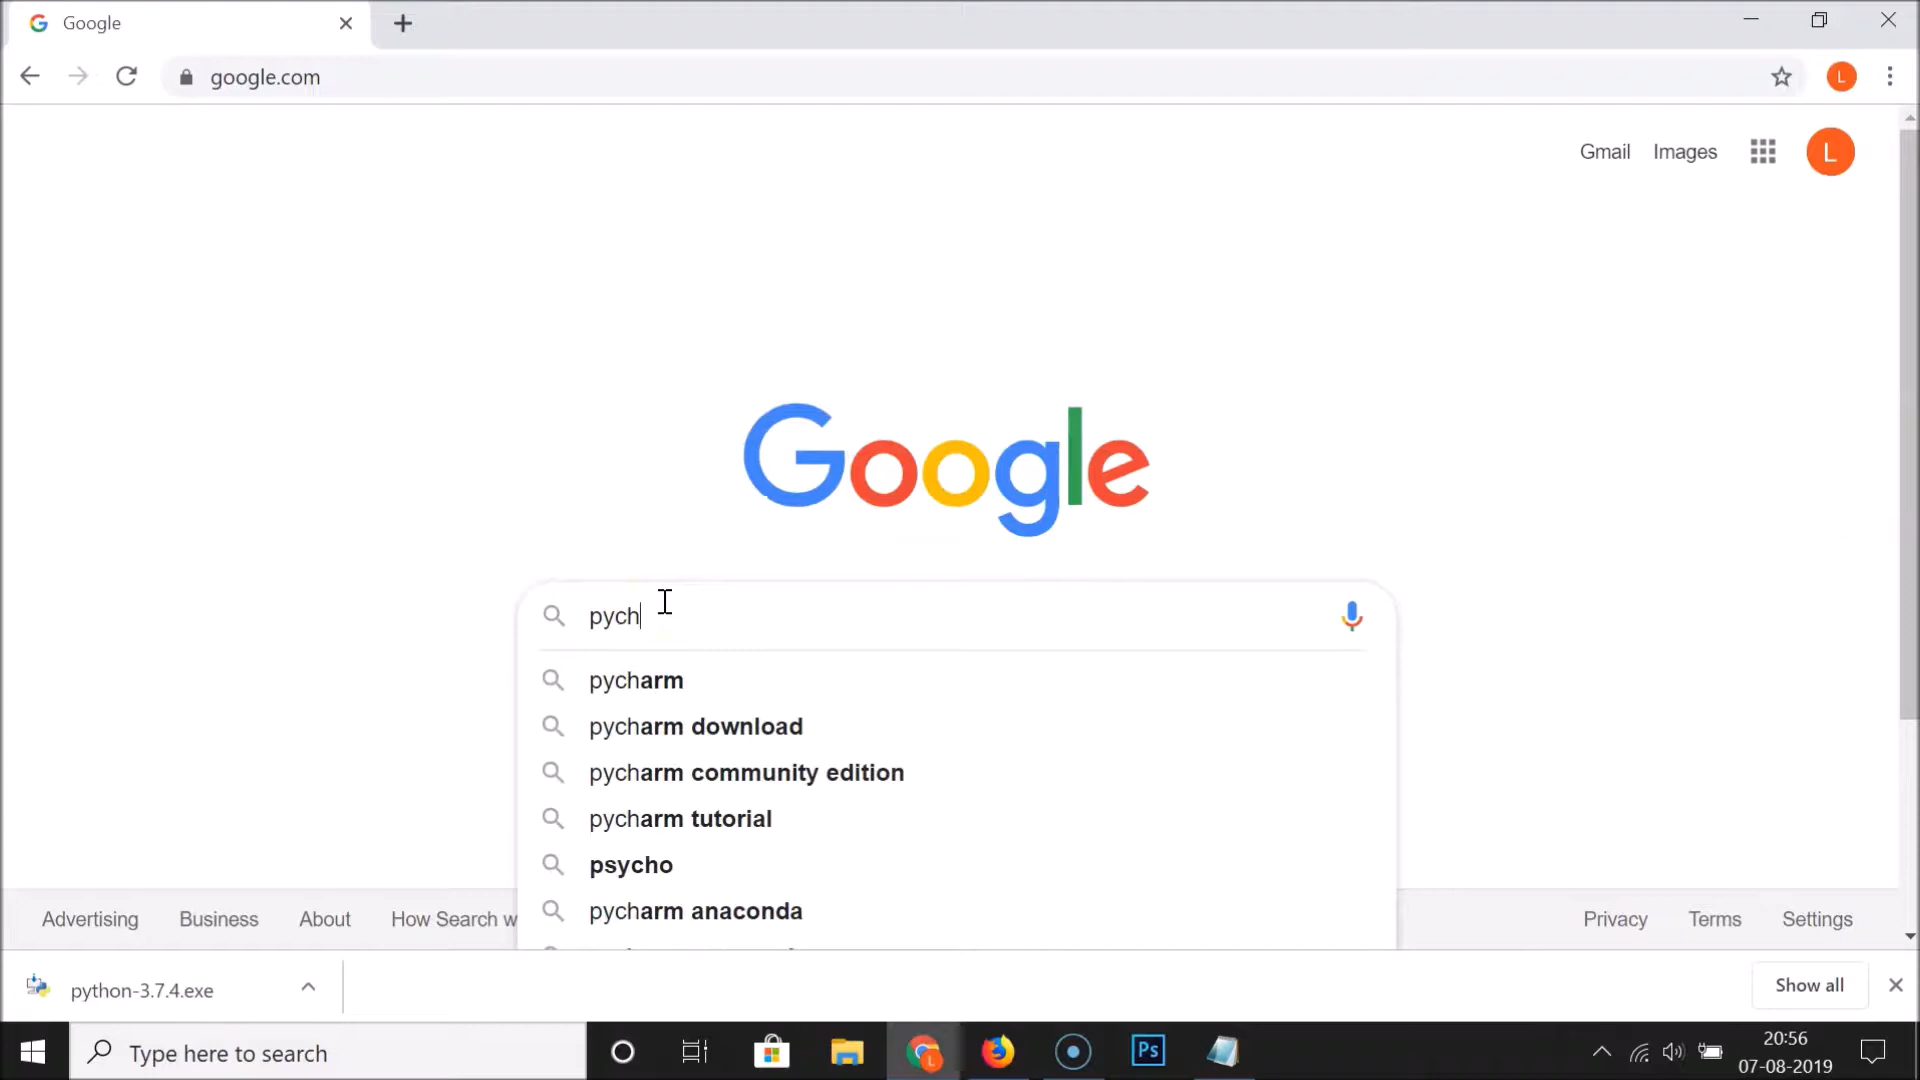 Google
google.com
L
Gmail Images
L
Google
pych
pycharm
pycharm download
pycharm community edition
pycharm tutorial
psycho
pycharm anaconda
Advertising Business About How Search w
Privacy Terms Settings
python-3.7.4.exe
Show all
Type here to search
L
Ps
20:56
07-08-2019